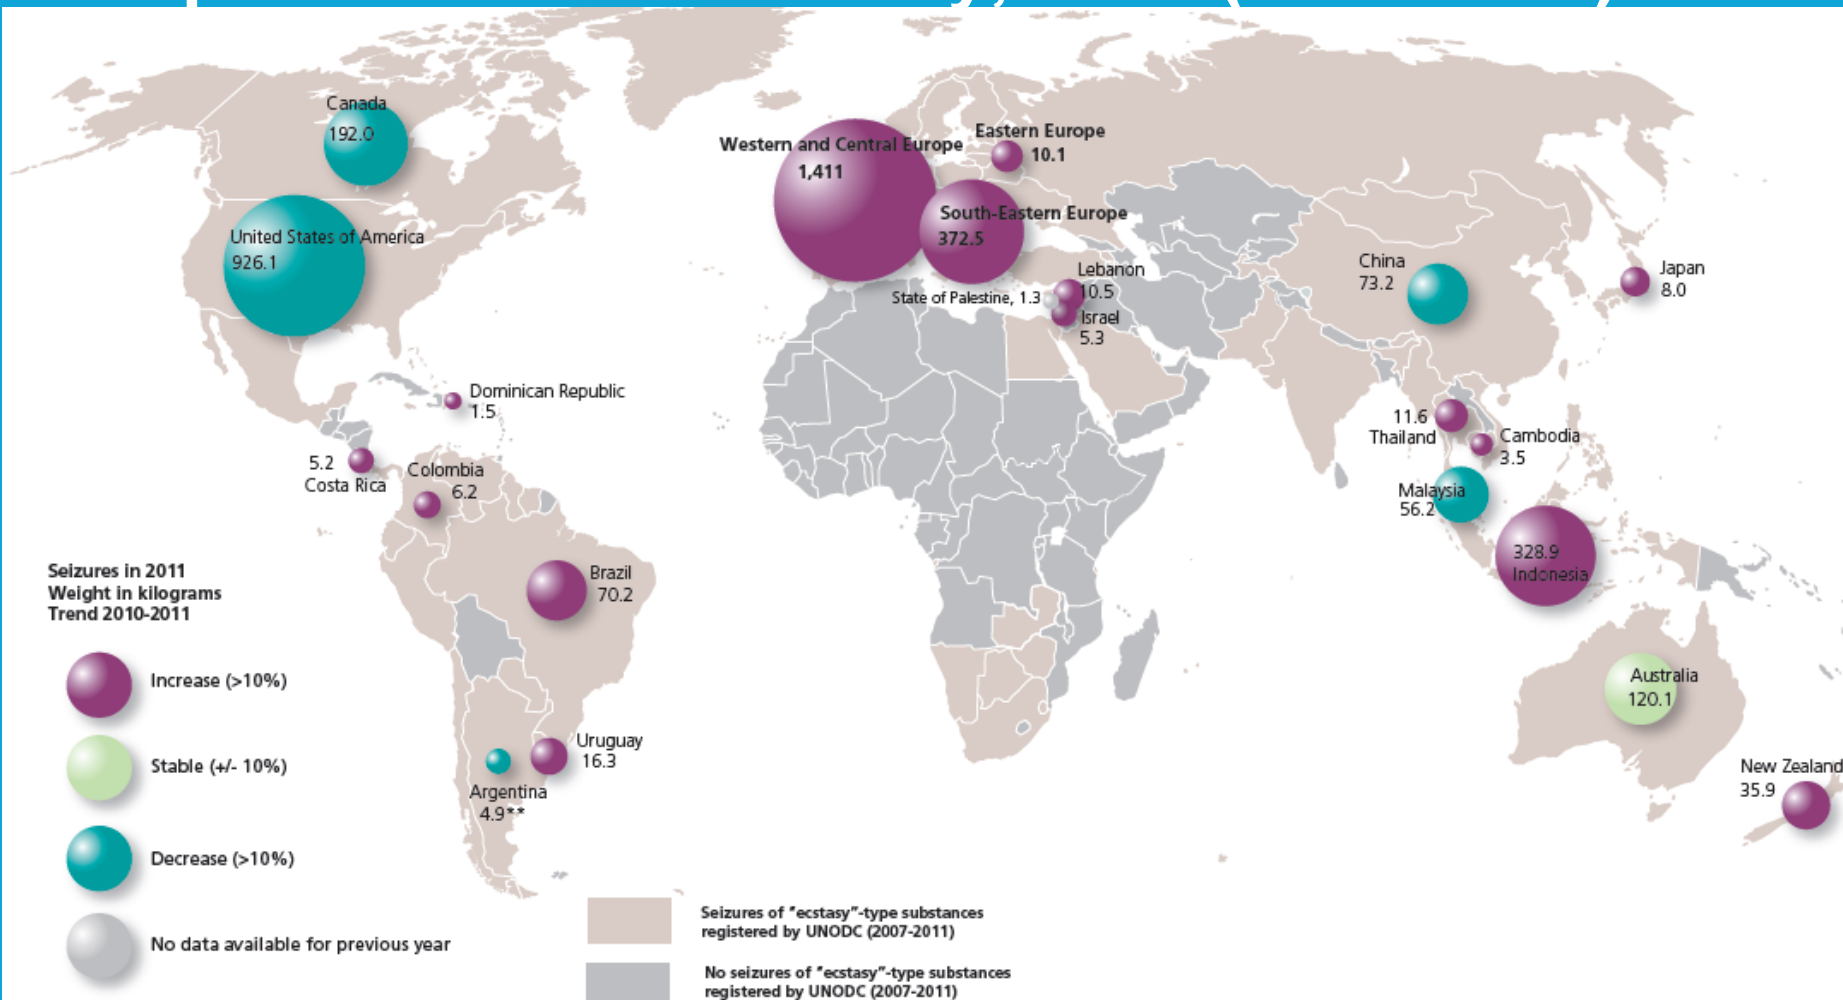 Canada
192.0
United States of America
926.1
Western and Central Europe
1,411
Eastern Europe
10.1
South-Eastern Europe
372.5
Lebanon
10.5
State of Palestine, 1.3
Israel
5.3
China
73.2
Japan
8.0
Dominican Republic
1.5
5.2
Costa Rica
Colombia
6.2
11.6
Thailand
Cambodia
3.5
Malaysia
56.2
328.9
Indonesia
Brazil
70.2
Australia
120.1
Uruguay
16.3
Argentina
4.9**
New Zealand
35.9
Seizures in 2011
Weight in kilograms
Trend 2010-2011
Increase (>10%)
Stable (+/- 10%)
Decrease (>10%)
No data available for previous year
Seizures of "ecstasy"-type substances
registered by UNODC (2007-2011)
No seizures of "ecstasy"-type substances
registered by UNODC (2007-2011)